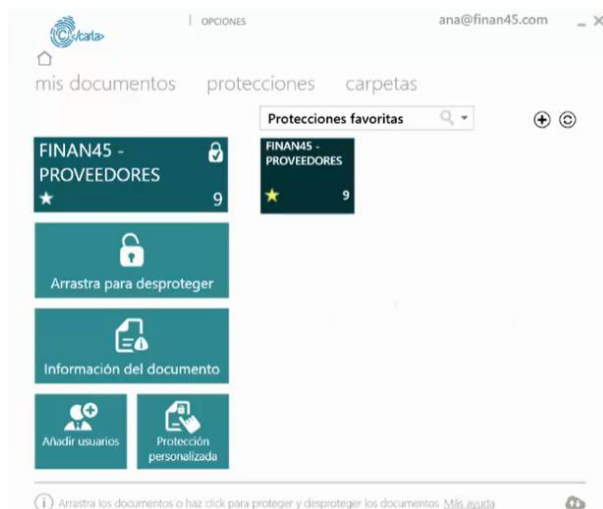 OPCIONES
ana@finan45.com
mis documentos protecciones carpetas
Protecciones favoritas
FINAN45 -
PROVEEDORES
9
FINAN45 -
PROVEEDORES
9
Arrastra para desproteger
Información del documento
Añadir usuarios
Protección
personalizada
Arrastra los documentos o haz click para proteger y desproteger los documentos Más ayuda